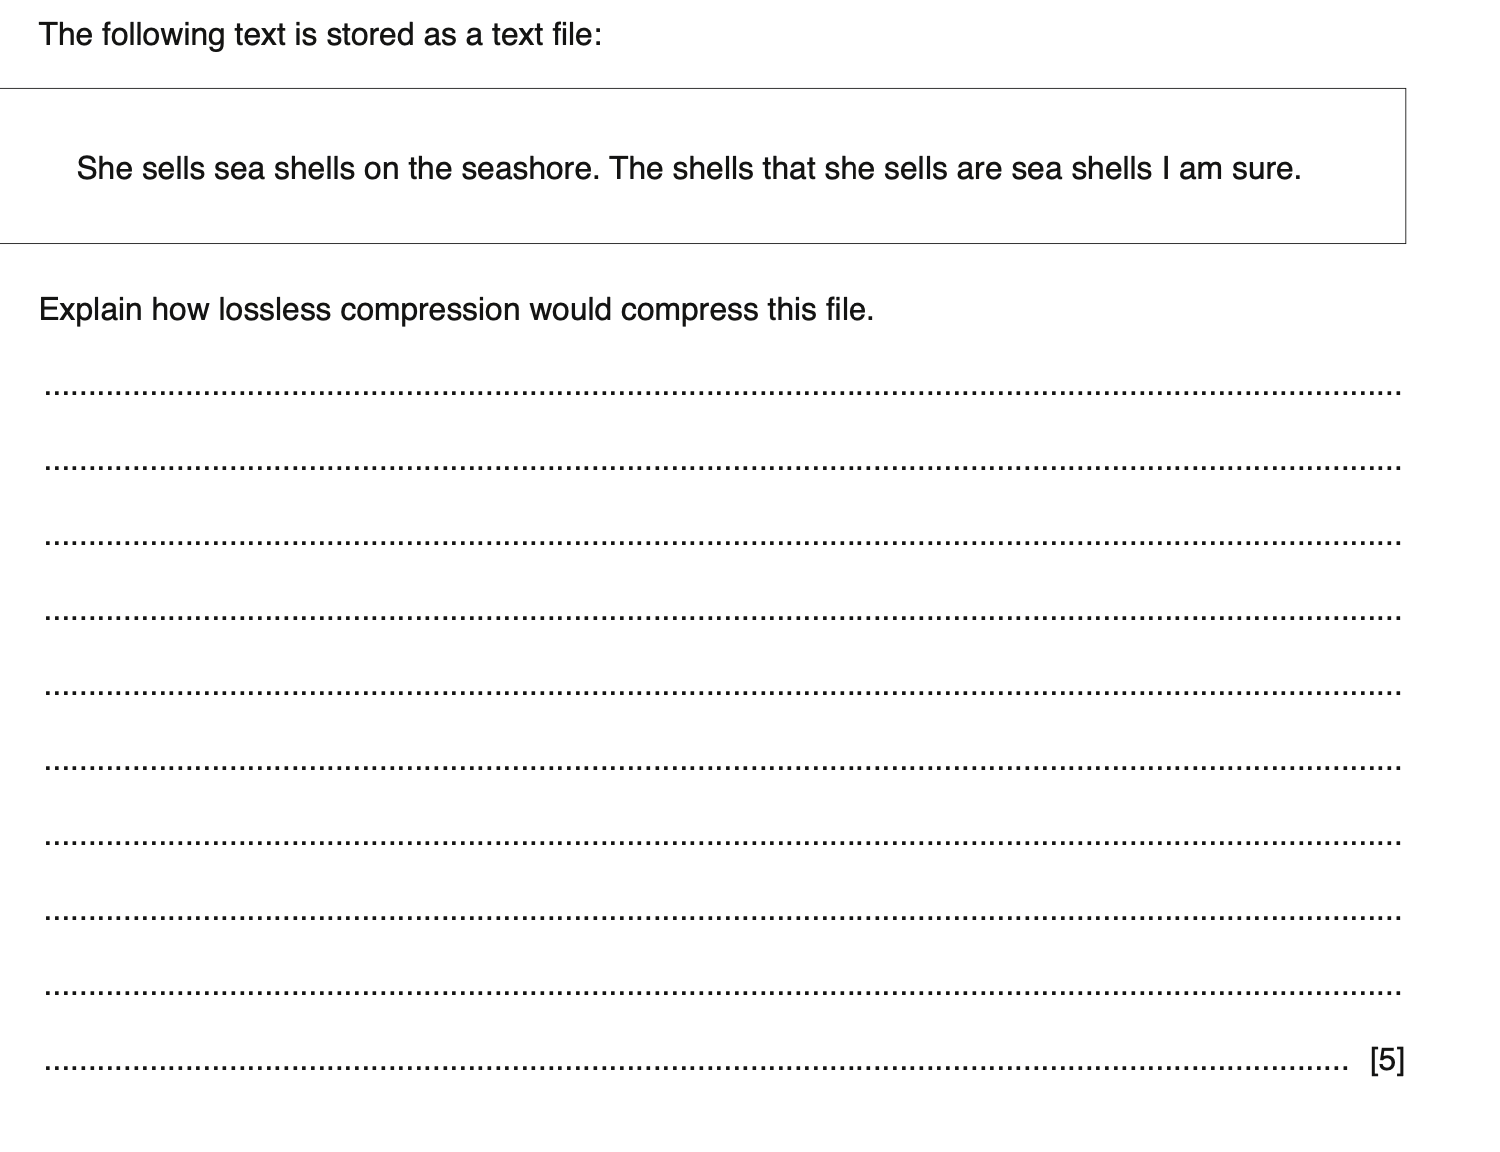 The following text is stored as a text file:
She sells sea shells on the seashore. The shells that she sells are sea shells I am sure.
Explain how lossless compression would compress this file.
[5]